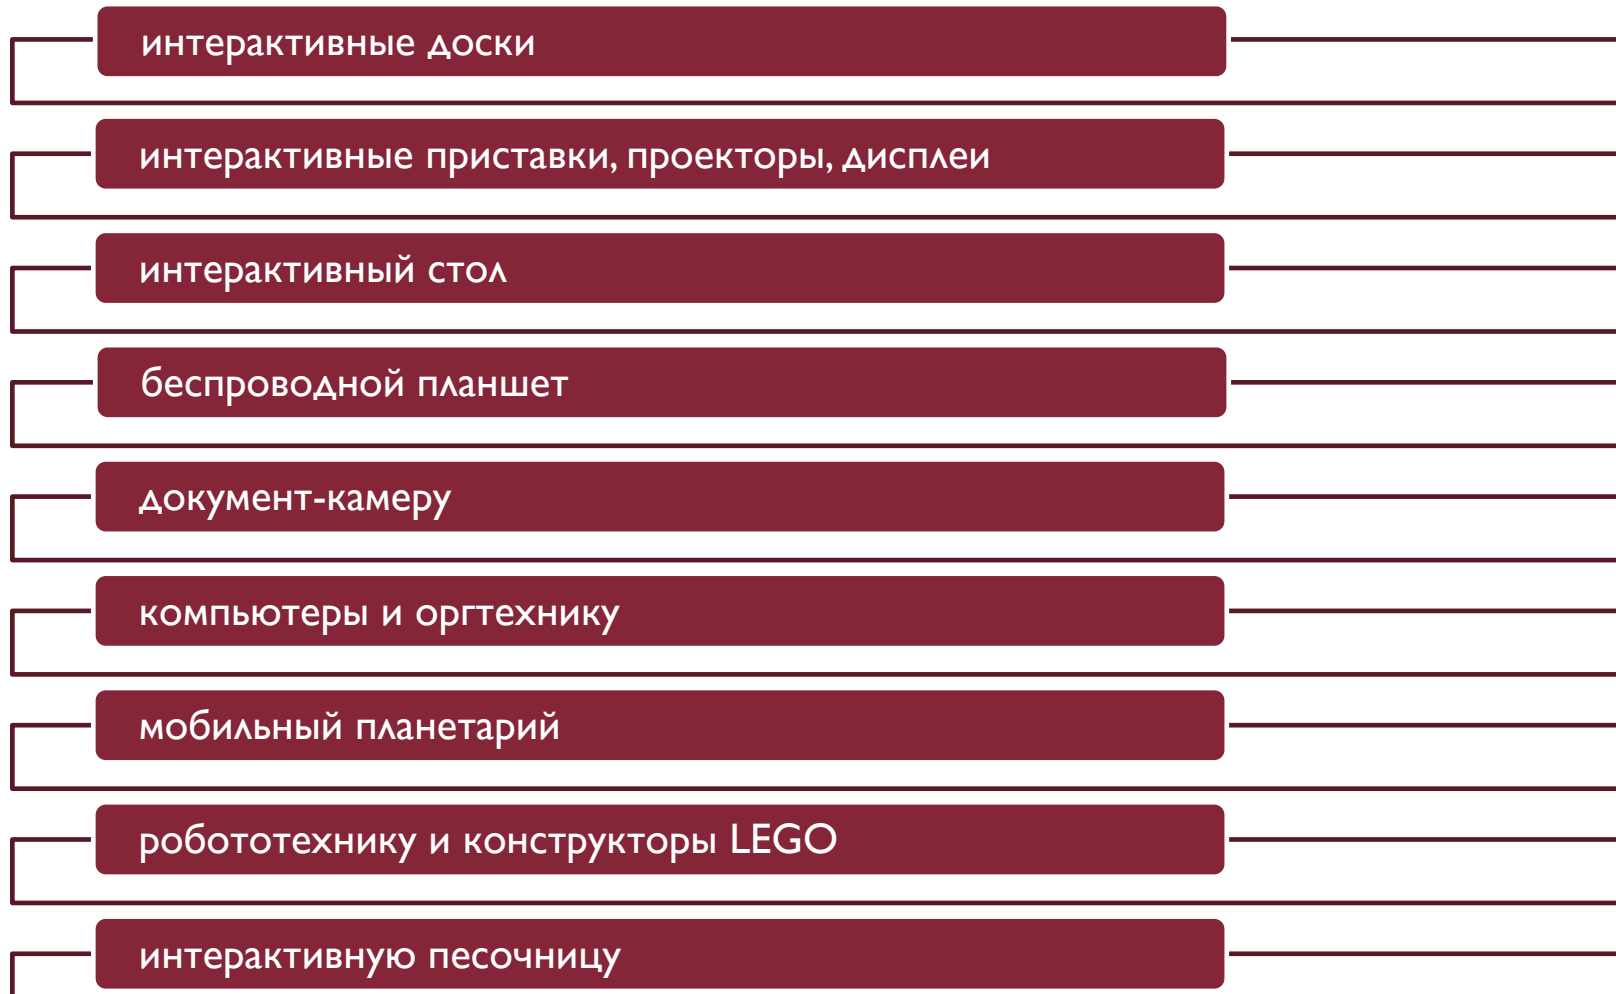 интерактивные доски
интерактивные приставки, проекторы, дисплеи
интерактивный стол
беспроводной планшет
документ-камеру
компьютеры и оргтехнику
мобильный планетарий
робототехнику и конструкторы LEGO
интерактивную песочницу